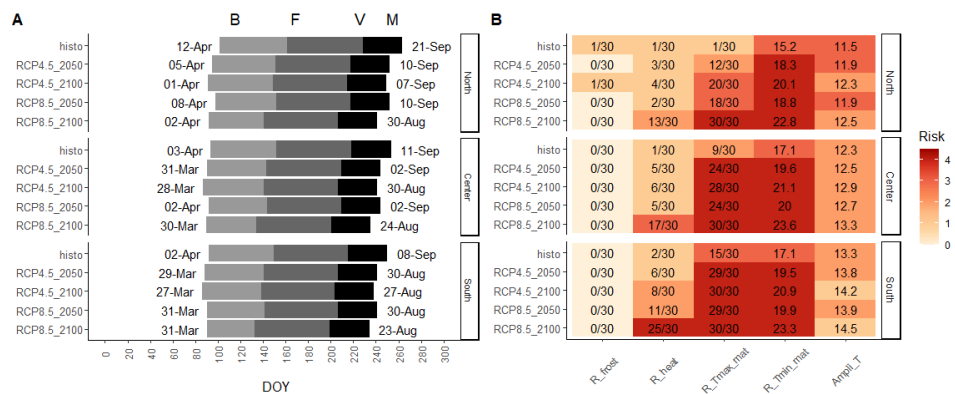 A
B F V M
histo 12-Apr 21-Sep
RCP4.5_2050 05-Apr 10-Sep
RCP4.5_2100 01-Apr 07-Sep
RCP8.5_2050 08-Apr 10-Sep
RCP8.5_2100 02-Apr 30-Aug
North
histo 03-Apr 11-Sep
RCP4.5_2050 31-Mar 02-Sep
RCP4.5_2100 28-Mar 30-Aug
RCP8.5_2050 02-Apr 02-Sep
RCP8.5_2100 30-Mar 24-Aug
Center
histo 02-Apr 08-Sep
RCP4.5_2050 29-Mar 30-Aug
RCP4.5_2100 27-Mar 27-Aug
RCP8.5_2050 31-Mar 30-Aug
RCP8.5_2100 31-Mar 23-Aug
South
0 20 40 60 80 100 120 140 160 180 200 220 240 260 280 300
DOY
B
histo 1/30 1/30 1/30 15.2 11.5
RCP4.5_2050 0/30 3/30 12/30 18.3 11.9
RCP4.5_2100 1/30 4/30 20/30 20.1 12.3
RCP8.5_2050 0/30 2/30 18/30 18.8 11.9
RCP8.5_2100 0/30 13/30 30/30 22.8 12.5
North
histo 0/30 1/30 9/30 17.1 12.3
RCP4.5_2050 0/30 5/30 24/30 19.6 12.5
RCP4.5_2100 0/30 6/30 28/30 21.1 12.9
RCP8.5_2050 0/30 5/30 24/30 20 12.7
RCP8.5_2100 0/30 17/30 30/30 23.6 13.3
Center
histo 0/30 2/30 15/30 17.1 13.3
RCP4.5_2050 0/30 6/30 29/30 19.5 13.8
RCP4.5_2100 0/30 8/30 30/30 20.9 14.2
RCP8.5_2050 0/30 11/30 29/30 19.9 13.9
RCP8.5_2100 0/30 25/30 30/30 23.3 14.5
South
R_frost R_heat R_Tmax_mat R_Tmin_mat Ampli_T
Risk
4
3
2
1
0